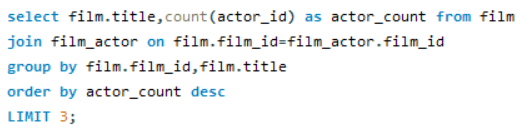 select film.title,count(actor_id) as actor_count from film
join film_actor on film.film_id=film_actor.film_id
group by film.film_id,film.title
order by actor_count desc
LIMIT 3;